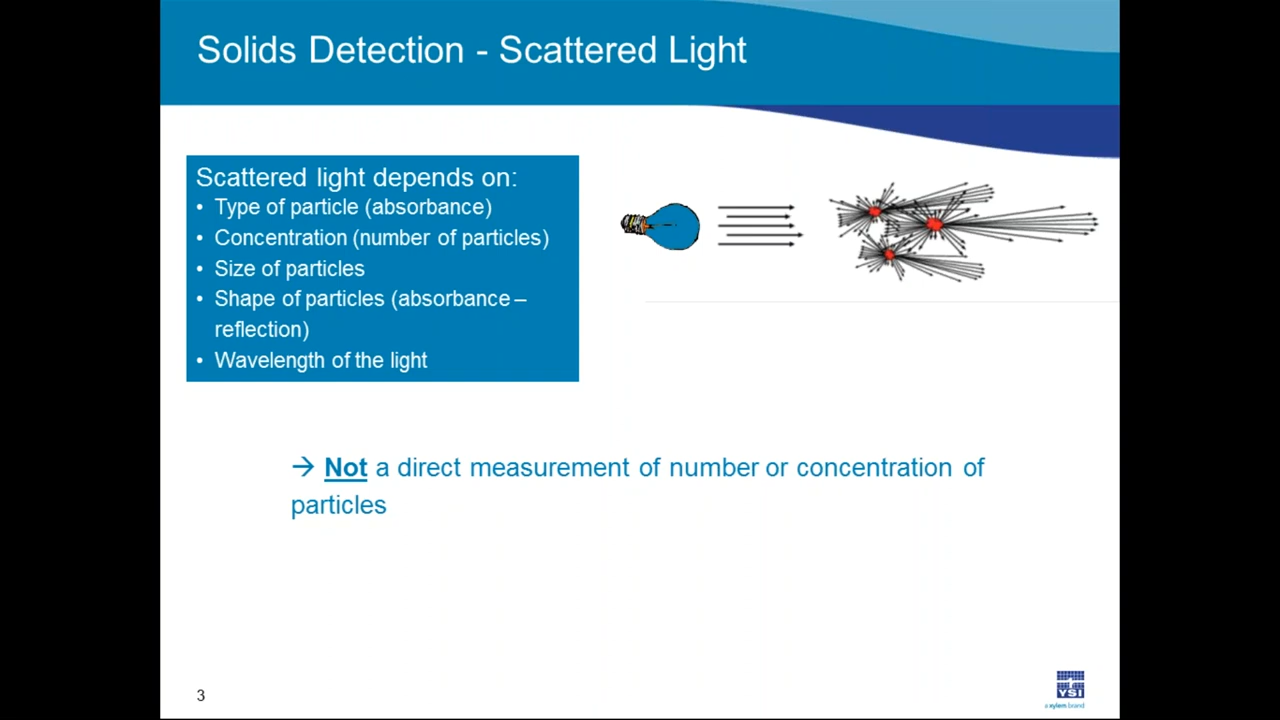 Solids Detection - Scattered Light
Scattered light depends on:
• Type of particle (absorbance)
• Concentration (number of particles)
• Size of particles
• Shape of particles (absorbance –
reflection)
• Wavelength of the light
→ Not a direct measurement of number or concentration of
particles
3
YSI
a xylem brand